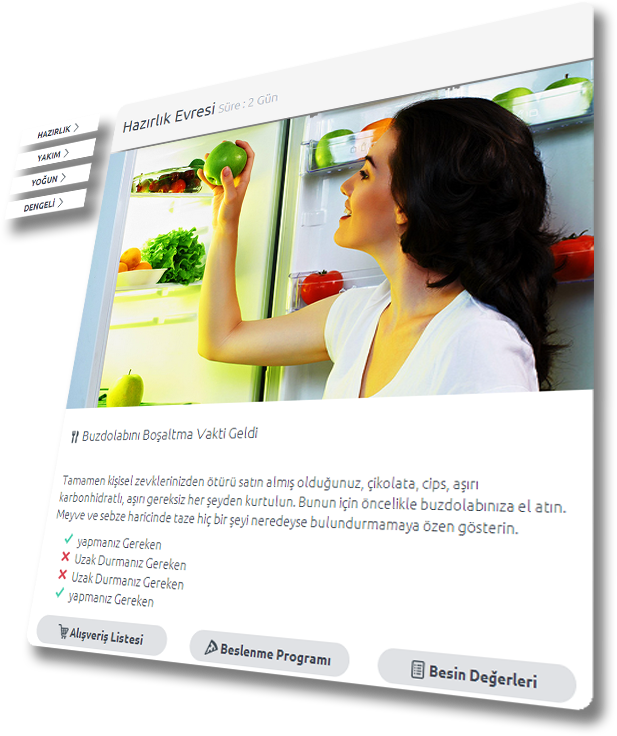 Hazırlık Evresi Süre : 2 Gün
HAZIRLIK
YAKIM
YOĞUN
DENGELİ
Buzdolabını Boşaltma Vakti Geldi
Tamamen kişisel zevklerinizden ötürü satın almış olduğunuz, çikolata, cips, aşırı
karbonhidratlı, aşırı gereksiz her şeyden kurtulun. Bunun için öncelikle buzdolabınıza el atın.
Meyve ve sebze haricinde taze hiç bir şeyi neredeyse bulundurmamaya özen gösterin.
yapmanız Gereken
Uzak Durmanız Gereken
Uzak Durmanız Gereken
yapmanız Gereken
Alışveriş Listesi
Beslenme Programı
Besin Değerleri